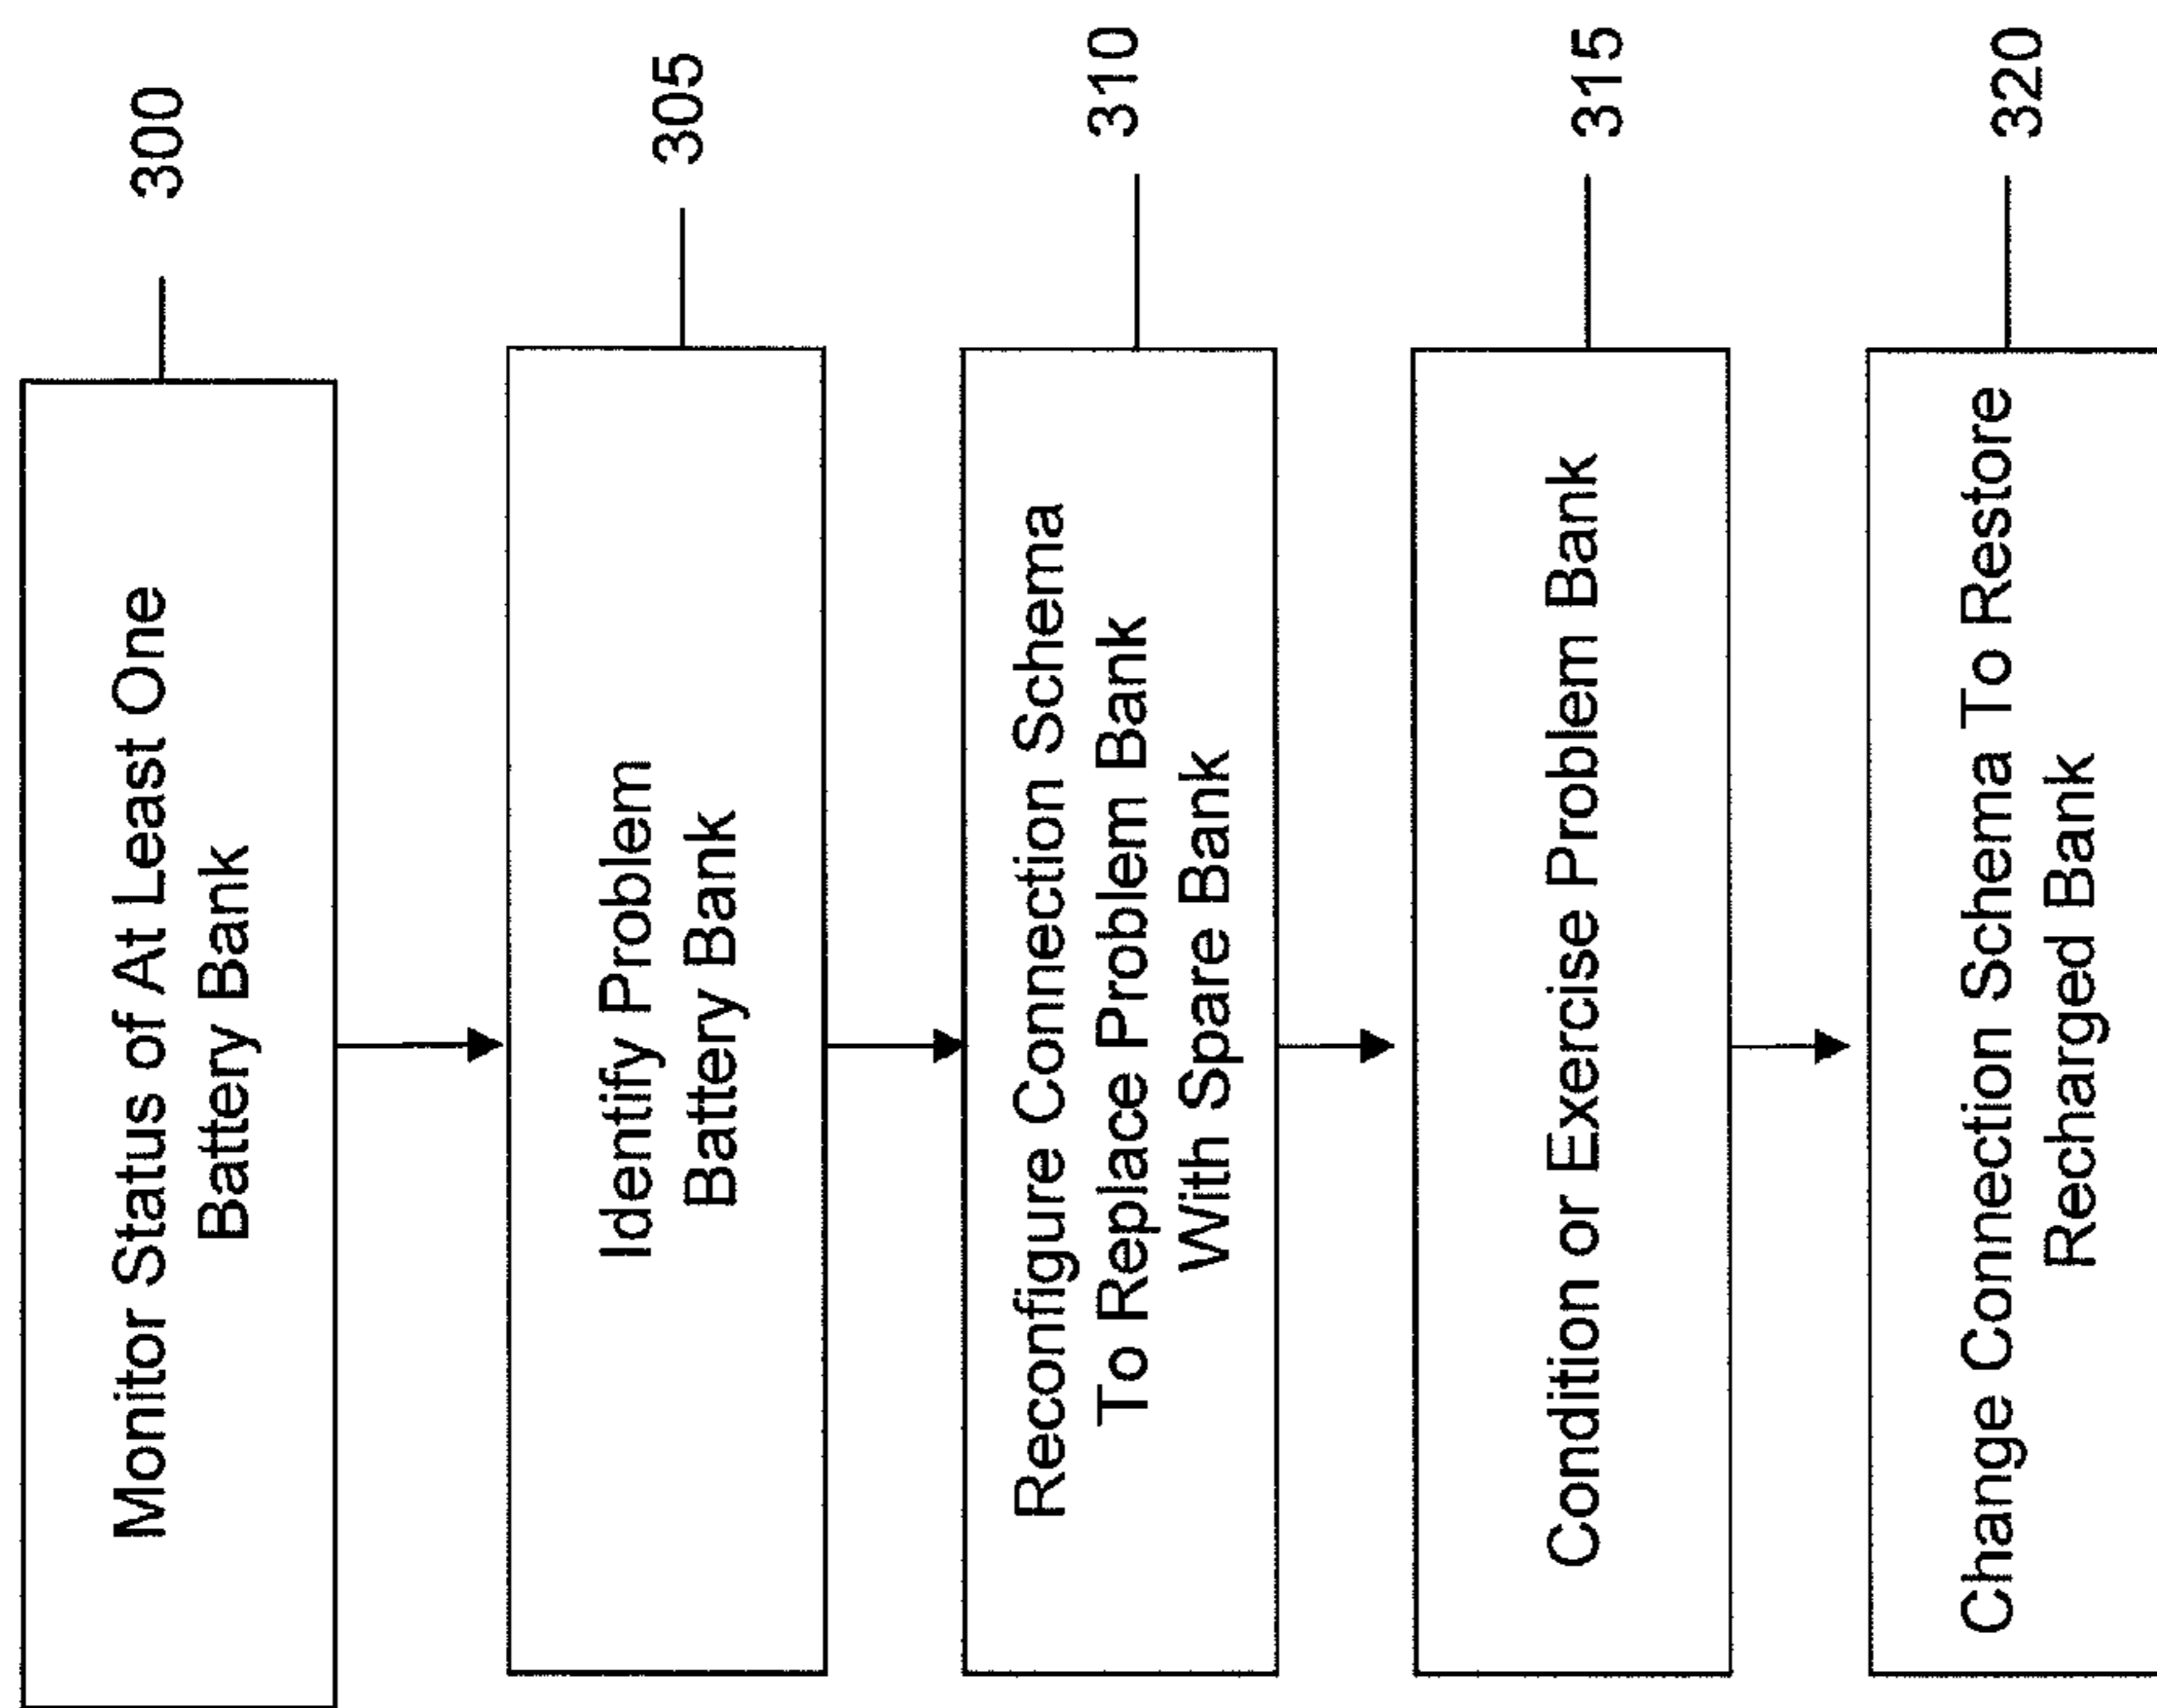 Monitor Status of At Least One
Battery Bank
300
Identify Problem
Battery Bank
305
Reconfigure Connection Schema
To Replace Problem Bank
With Spare Bank
310
Condition or Exercise Problem Bank
315
Change Connection Schema To Restore
Recharged Bank
320